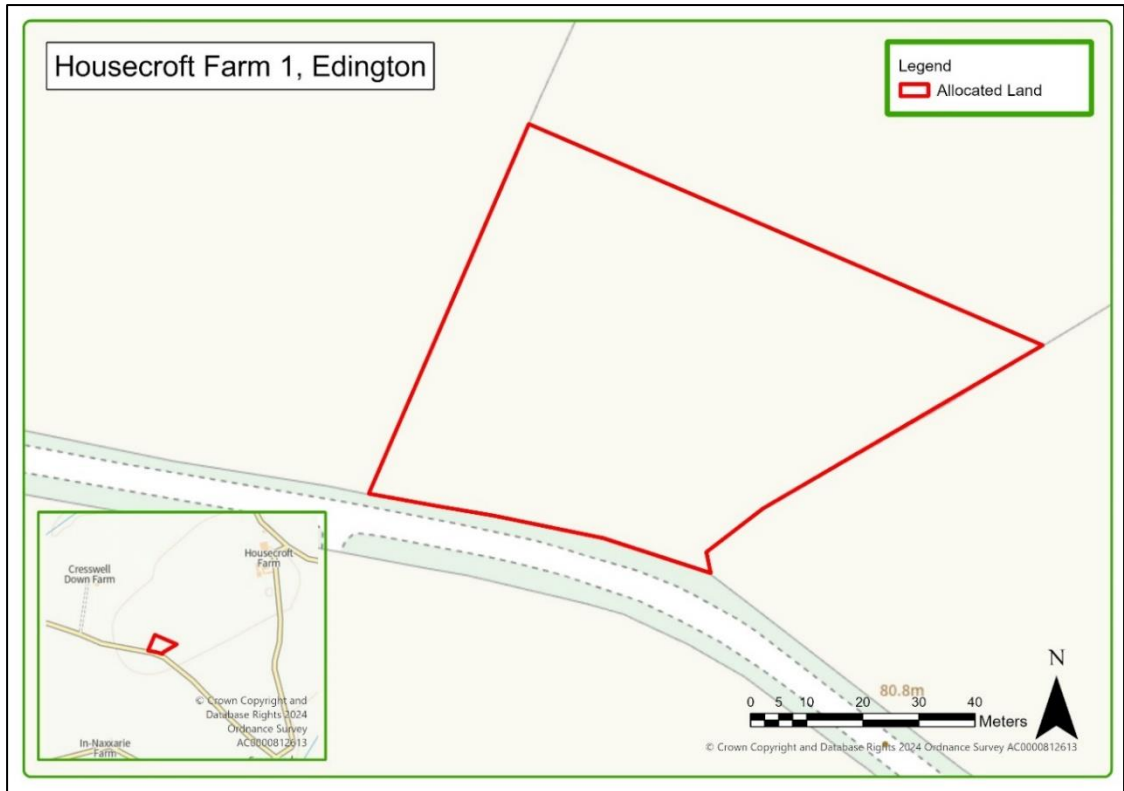 Housecroft Farm 1, Edington
Legend
Allocated Land
Housecroft
Farm
Cresswell
Down Farm
© Crown Copyright and
Database Rights 2024
Ordnance Survey
AC0000812613
In-Naxxarie
Farm
N
80.8m
0 5 10 20 30 40
Meters
© Crown Copyright and Database Rights 2024 Ordnance Survey AC0000812613